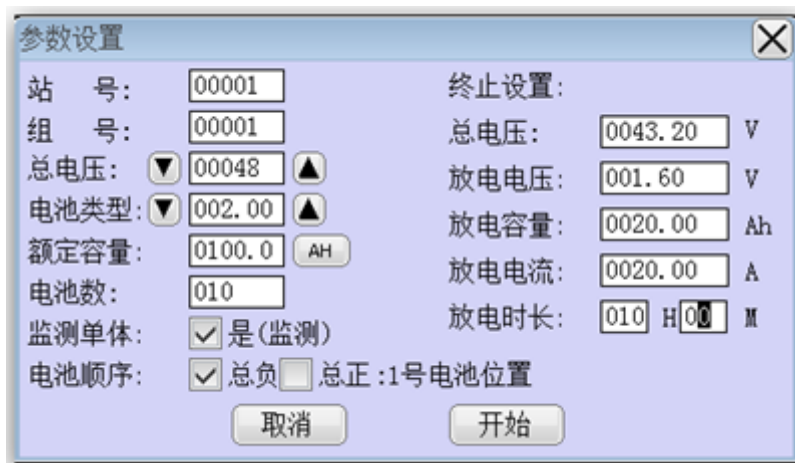 参数设置
站 号: 00001
组 号: 00001
总电压: 00048
电池类型: 002.00
额定容量: 0100.0 AH
电池数: 010
监测单体: 是(监测)
电池顺序: 总负 总正:1号电池位置
终止设置:
总电压: 0043.20 V
放电电压: 001.60 V
放电容量: 0020.00 Ah
放电电流: 0020.00 A
放电时长: 010 H 00 M
取消 开始